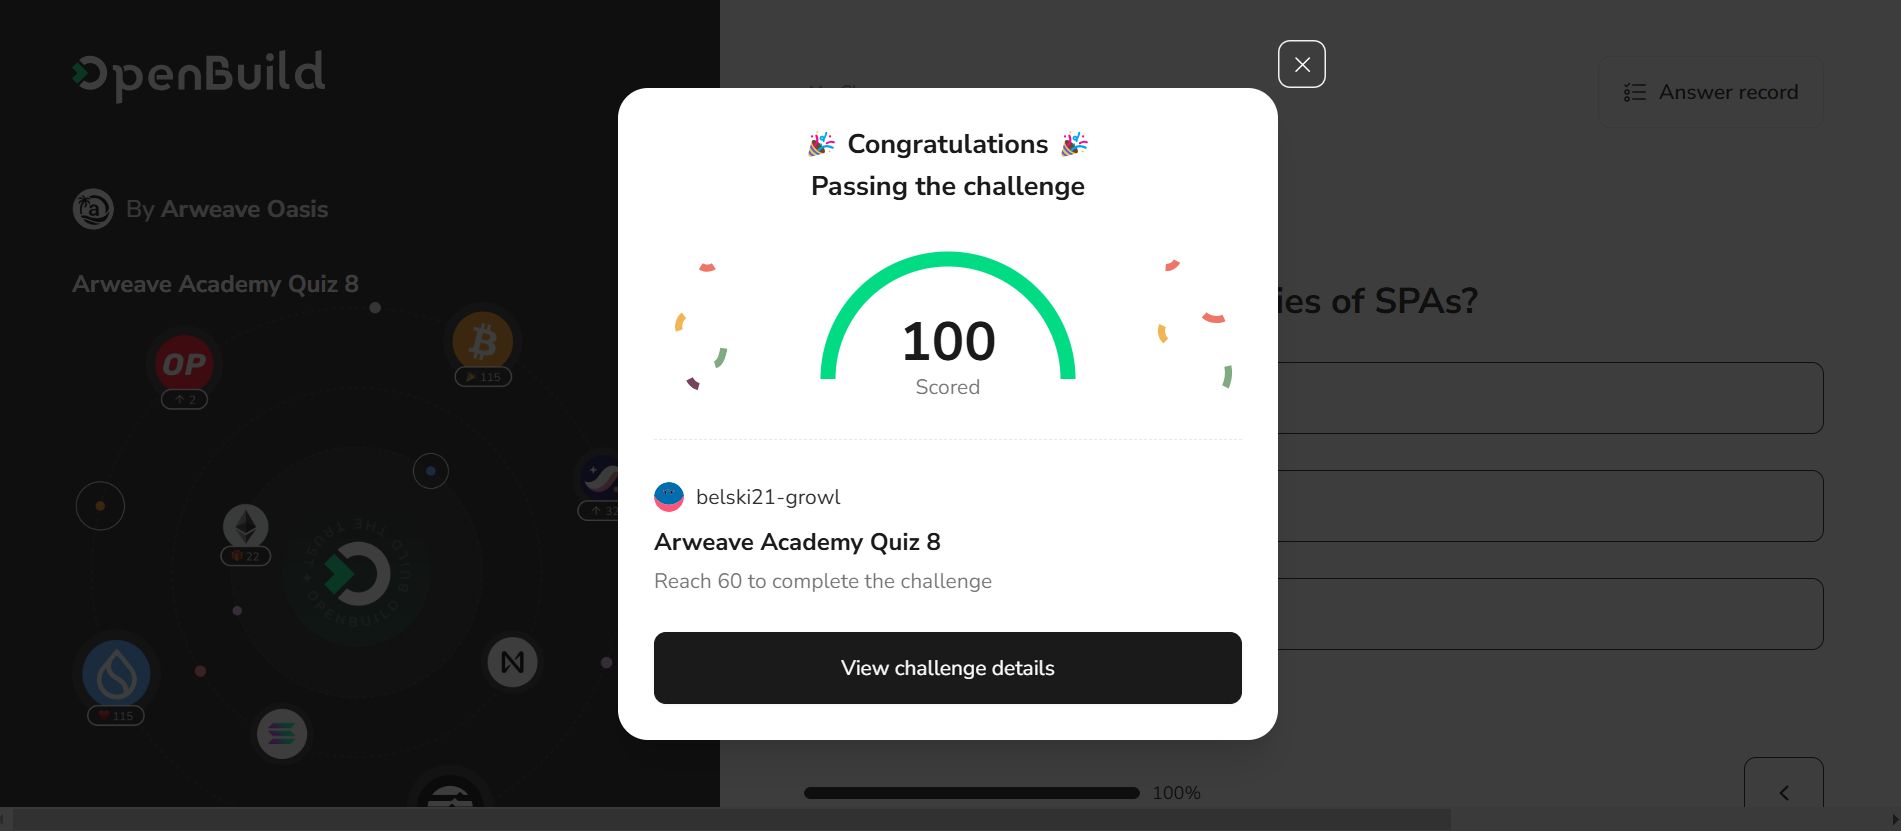 OpenBuild
Answer record
By Arweave Oasis
Arweave Academy Quiz 8
OP
↑ 2
115
↑ 32
22
THE TRUST
OPENBUILD
115
🎉 Congratulations 🎉
Passing the challenge
100
Scored
belski21-growl
Arweave Academy Quiz 8
Reach 60 to complete the challenge
View challenge details
ies of SPAs?
100%